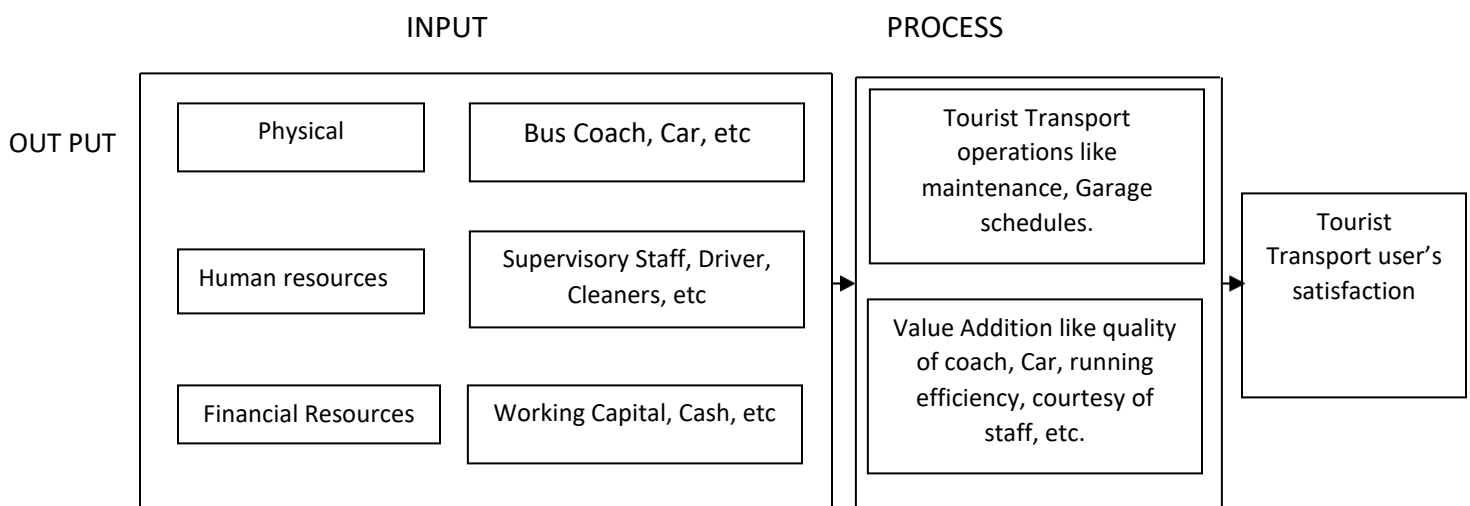 INPUT
PROCESS
OUT PUT
Physical
Bus Coach, Car, etc
Human resources
Supervisory Staff, Driver,
Cleaners, etc
Financial Resources
Working Capital, Cash, etc
Tourist Transport
operations like
maintenance, Garage
schedules.
Value Addition like quality
of coach, Car, running
efficiency, courtesy of
staff, etc.
Tourist
Transport user’s
satisfaction